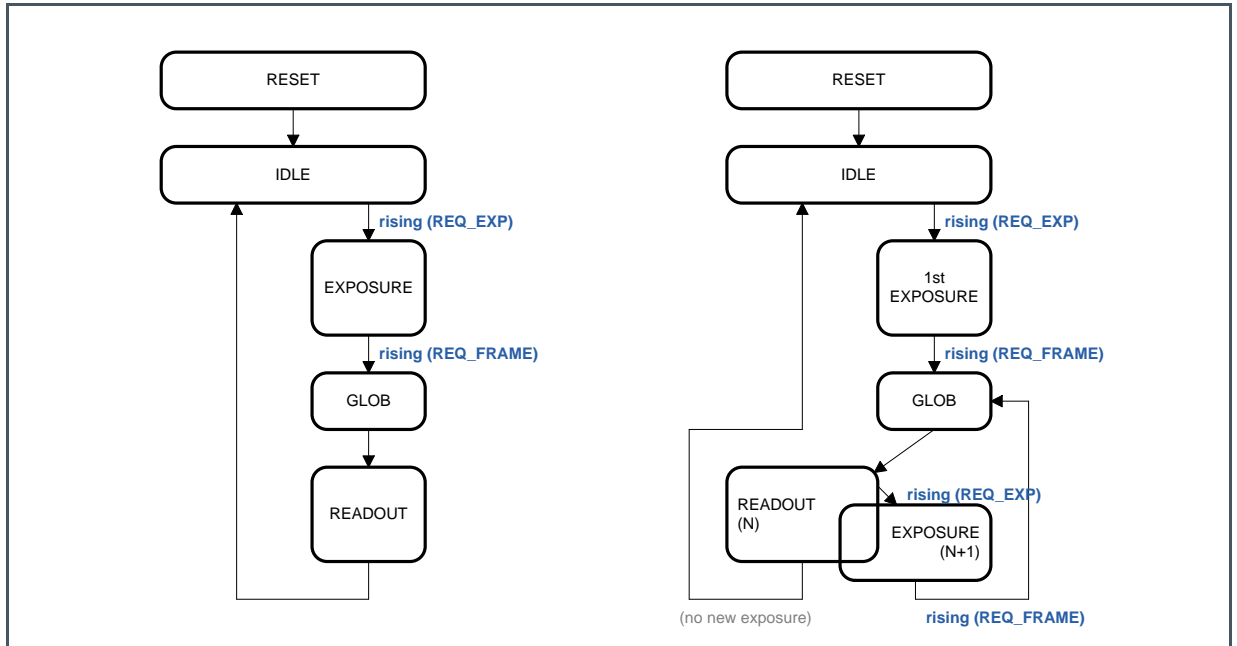 RESET
IDLE
rising (REQ_EXP)
EXPOSURE
rising (REQ_FRAME)
GLOB
READOUT
RESET
IDLE
rising (REQ_EXP)
1st
EXPOSURE
rising (REQ_FRAME)
GLOB
READOUT
(N)
rising (REQ_EXP)
EXPOSURE
(N+1)
(no new exposure)
rising (REQ_FRAME)